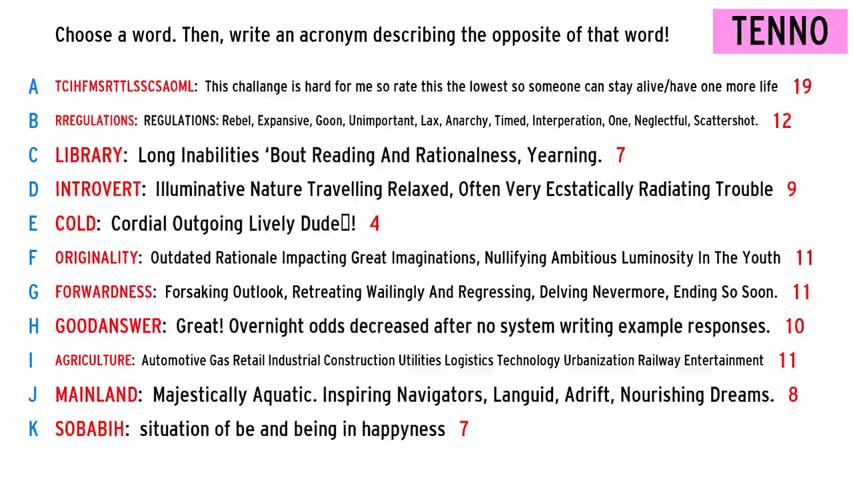 Choose a word. Then, write an acronym describing the opposite of that word!
TENNO
A TCIHFMSRTTLSSCSAOML: This challange is hard for me so rate this the lowest so someone can stay alive/have one more life 19
B RREGULATIONS: REGULATIONS: Rebel, Expansive, Goon, Unimportant, Lax, Anarchy, Timed, Interperation, One, Neglectful, Scattershot. 12
C LIBRARY: Long Inabilities ‘Bout Reading And Rationalness, Yearning. 7
D INTROVERT: Illuminative Nature Travelling Relaxed, Often Very Ecstatically Radiating Trouble 9
E COLD: Cordial Outgoing Lively Dude▯! 4
F ORIGINALITY: Outdated Rationale Impacting Great Imaginations, Nullifying Ambitious Luminosity In The Youth 11
G FORWARDNESS: Forsaking Outlook, Retreating Wailingly And Regressing, Delving Nevermore, Ending So Soon. 11
H GOODANSWER: Great! Overnight odds decreased after no system writing example responses. 10
I AGRICULTURE: Automotive Gas Retail Industrial Construction Utilities Logistics Technology Urbanization Railway Entertainment 11
J MAINLAND: Majestically Aquatic. Inspiring Navigators, Languid, Adrift, Nourishing Dreams. 8
K SOBABIH: situation of be and being in happyness 7